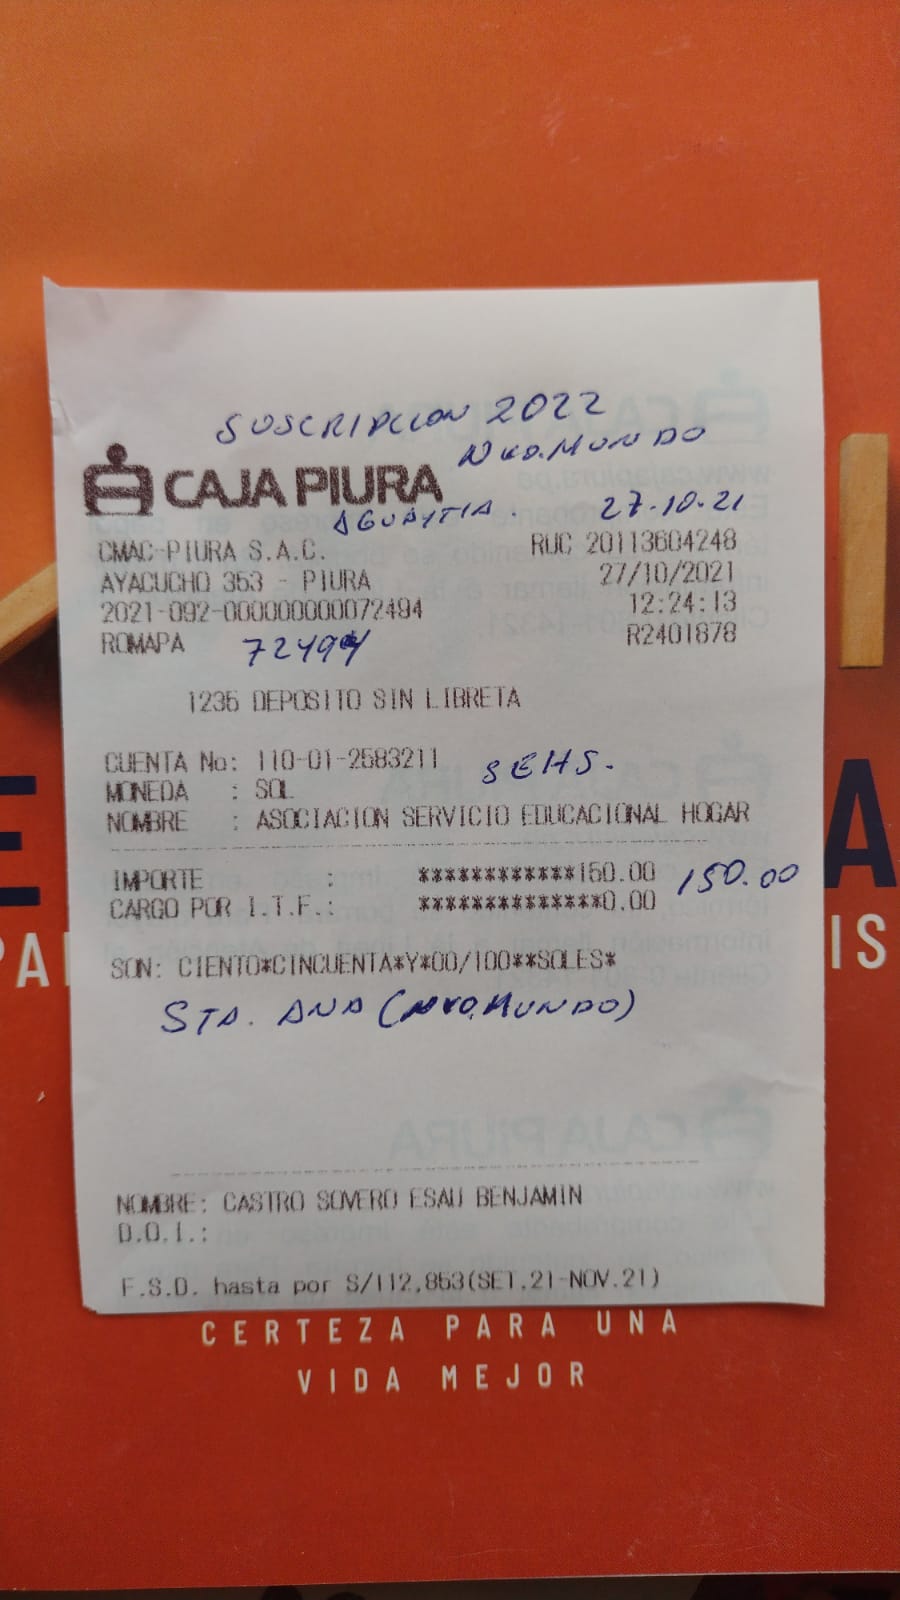 SUSCRIPCION 2022
NVO.MUNDO
CAJA PIURA
AGUAYTIA. 27-10-21
CMAC-PIURA S.A.C. RUC 20113604248
AYACUCHO 353 - PIURA 27/10/2021
2021-092-000000000072494 12:24:13
ROMAPA 72494 R2401878
1235 DEPOSITO SIN LIBRETA
CUENTA No: 110-01-2583211 SEHS.
MONEDA : SOL
NOMBRE : ASOCIACION SERVICIO EDUCACIONAL HOGAR
IMPORTE : ************150.00 150.00
CARGO POR I.T.F.: **************0.00
SON: CIENTO*CINCUENTA*Y*00/100**SOLES*
STA. ANA (NVO.MUNDO)
NOMBRE: CASTRO SOVERO ESAU BENJAMIN
D.O.I.:
F.S.D. hasta por S/112,853(SET.21-NOV.21)
CERTEZA PARA UNA
VIDA MEJOR